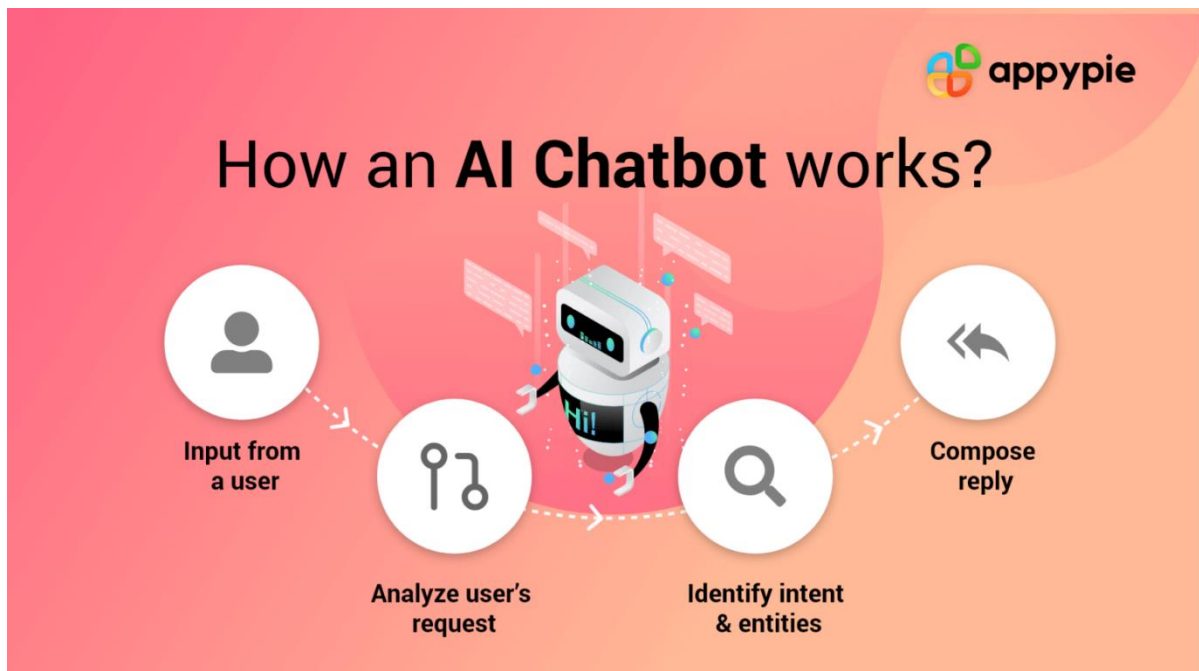 appypie
How an AI Chatbot works?
Hi!
Input from
a user
Analyze user's
request
Identify intent
& entities
Compose
reply